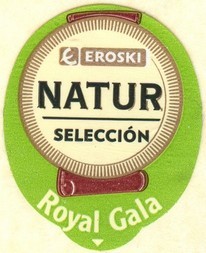 EROSKI
NATUR
SELECCIÓN
Royal Gala